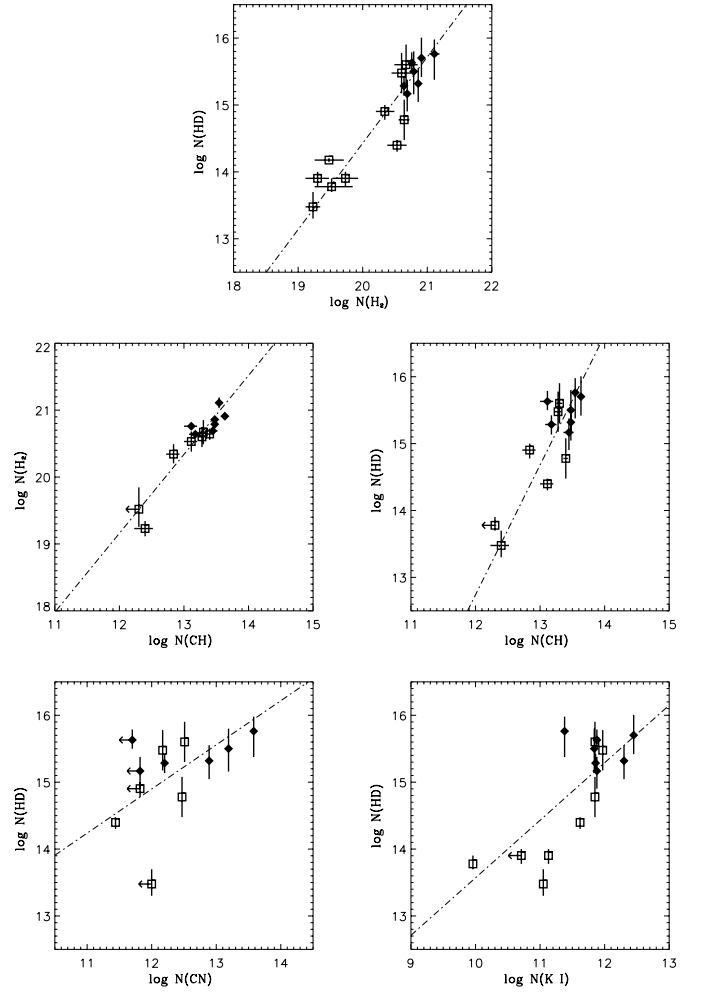 16
15
14
13
log N(HD)
18 19 20 21 22
log N(H₂)
22
21
20
19
18
log N(H₂)
11 12 13 14 15
log N(CH)
16
15
14
13
log N(HD)
11 12 13 14 15
log N(CH)
16
15
14
13
log N(HD)
11 12 13 14
log N(CN)
16
15
14
13
log N(HD)
9 10 11 12 13
log N(K I)